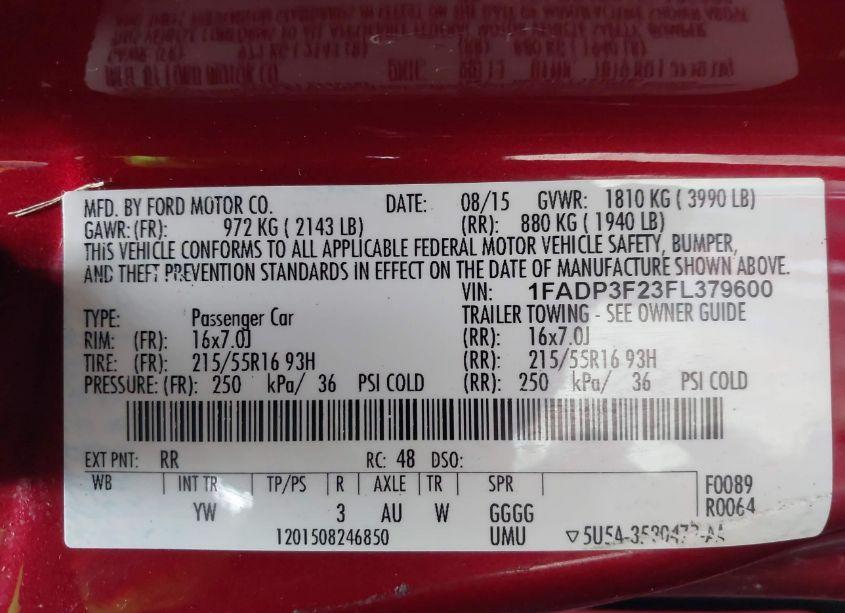 MFD. BY FORD MOTOR CO. DATE: 08/15 GVWR: 1810 KG ( 3990 LB)
GAWR: (FR): 972 KG ( 2143 LB) (RR): 880 KG ( 1940 LB)
THIS VEHICLE CONFORMS TO ALL APPLICABLE FEDERAL MOTOR VEHICLE SAFETY, BUMPER,
AND THEFT PREVENTION STANDARDS IN EFFECT ON THE DATE OF MANUFACTURE SHOWN ABOVE.
VIN: 1FADP3F23FL379600
TYPE: Passenger Car TRAILER TOWING - SEE OWNER GUIDE
RIM: (FR): 16x7.0J (RR): 16x7.0J
TIRE: (FR): 215/55R16 93H (RR): 215/55R16 93H
PRESSURE: (FR): 250 kPa/ 36 PSI COLD (RR): 250 kPa/ 36 PSI COLD
EXT PNT: RR RC: 48 DSO:
WB INT TR TP/PS R AXLE TR SPR F0089
YW 3 AU W GGGG R0064
1201508246850 UMU